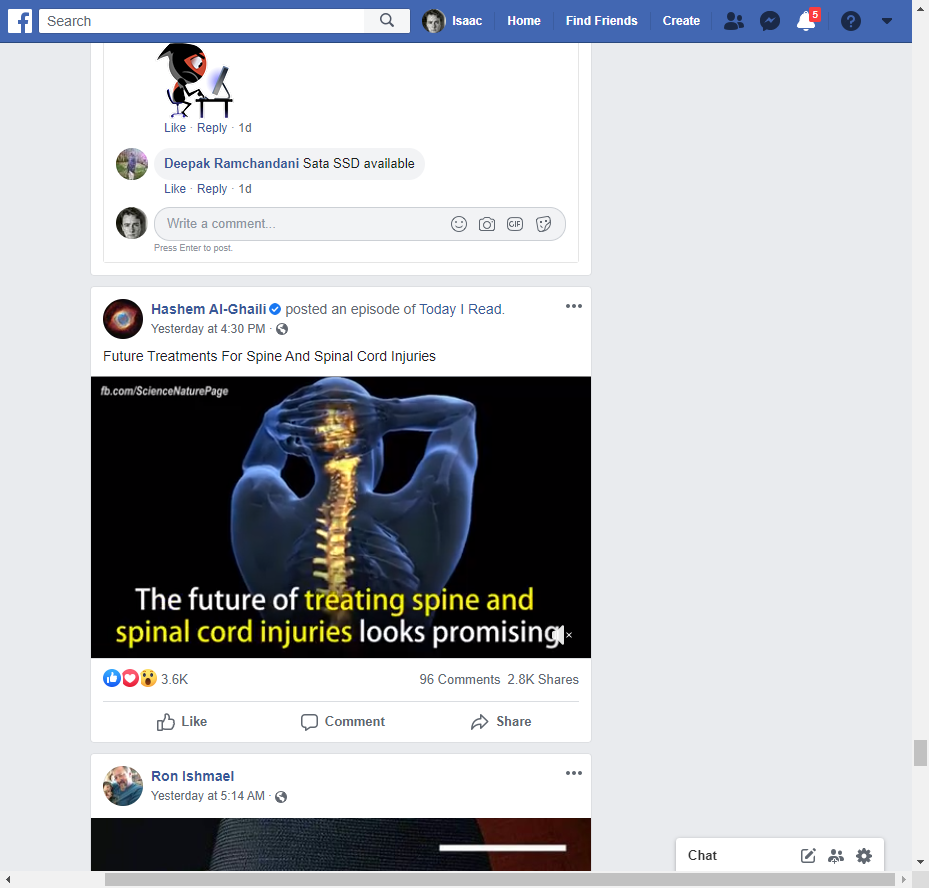 Search
Isaac
Home
Find Friends
Create
5
Like · Reply · 1d
Deepak Ramchandani Sata SSD available
Like · Reply · 1d
Write a comment...
GIF
Press Enter to post.
Hashem Al-Ghaili posted an episode of Today I Read.
Yesterday at 4:30 PM ·
Future Treatments For Spine And Spinal Cord Injuries
fb.com/ScienceNaturePage
The future of treating spine and
spinal cord injuries looks promising
3.6K
96 Comments 2.8K Shares
Like
Comment
Share
Ron Ishmael
Yesterday at 5:14 AM ·
Chat